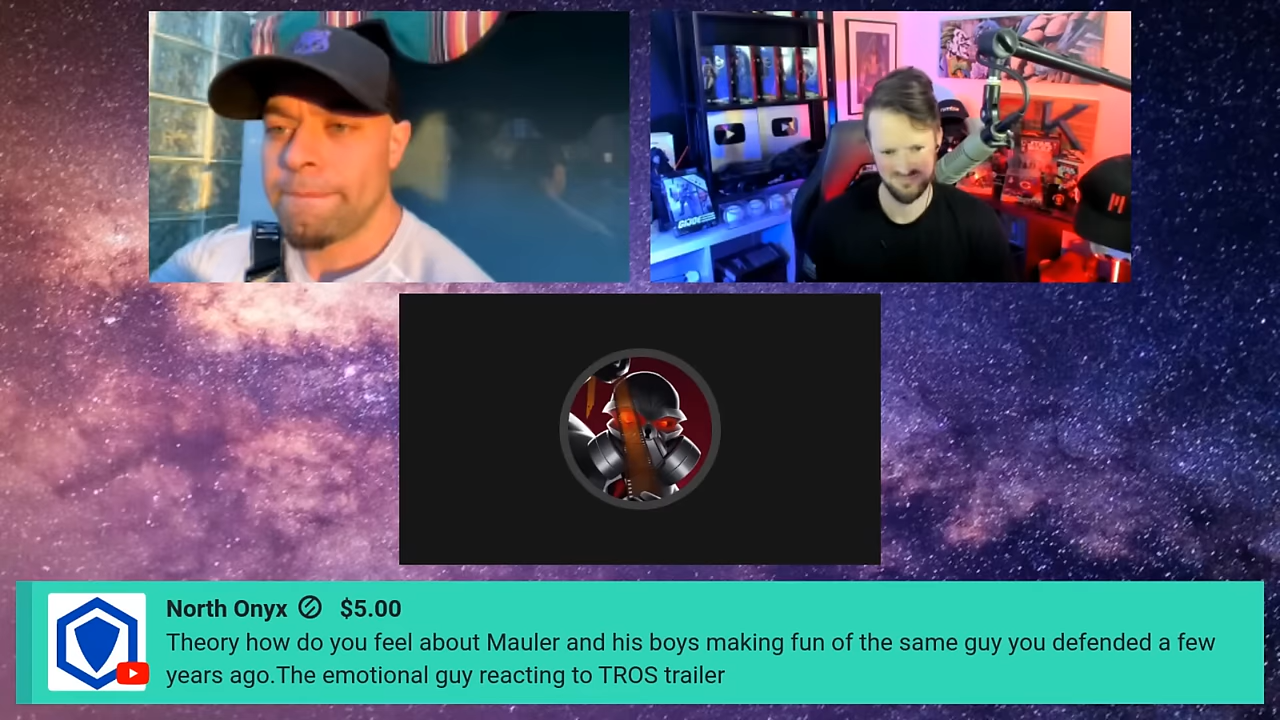 GIJOE
K
North Onyx $5.00
Theory how do you feel about Mauler and his boys making fun of the same guy you defended a few
years ago.The emotional guy reacting to TROS trailer